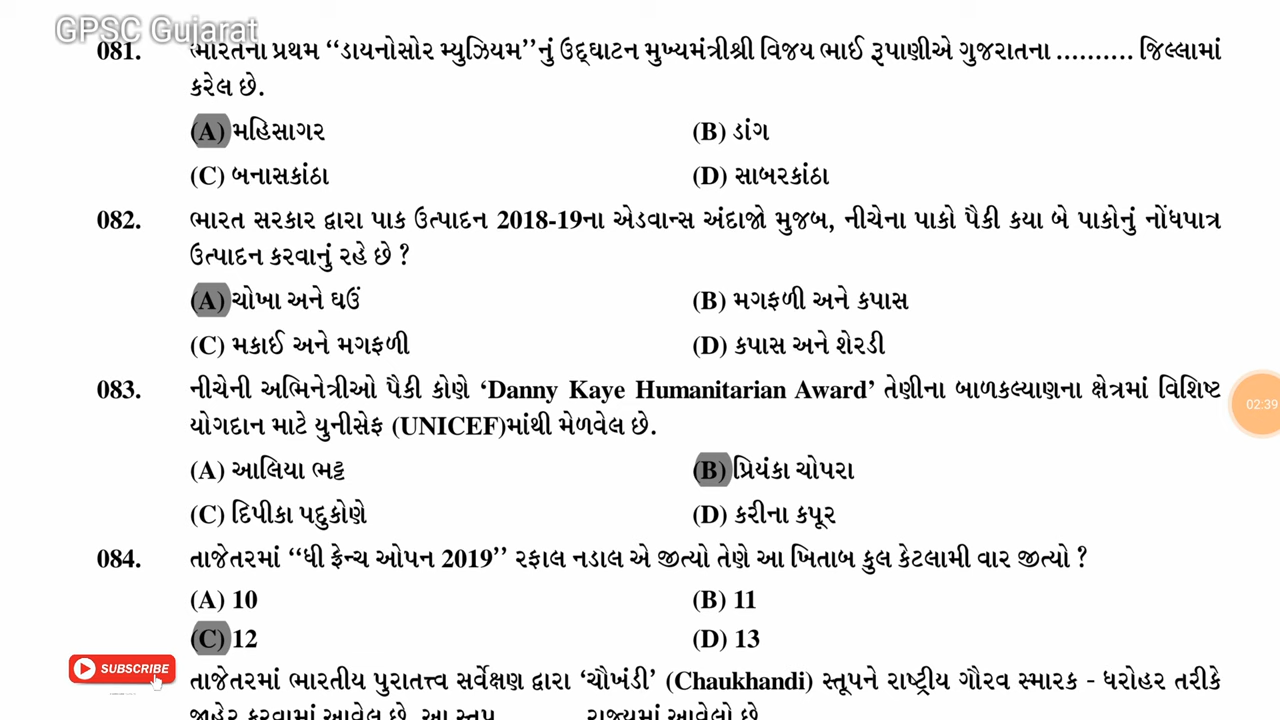 GPSC Gujarat
081. ભારતના પ્રથમ “ડાયનોસોર મ્યુઝિયમ”નું ઉદ્ઘાટન મુખ્યમંત્રીશ્રી વિજય ભાઈ રૂપાણીએ ગુજરાતના .......... જિલ્લામાં
કરેલ છે.
(A) મહિસાગર (B) ડાંગ
(C) બનાસકાંઠા (D) સાબરકાંઠા
082. ભારત સરકાર દ્વારા પાક ઉત્પાદન 2018-19ના એડવાન્સ અંદાજો મુજબ, નીચેના પાકો પૈકી કયા બે પાકોનું નોંધપાત્ર
ઉત્પાદન કરવાનું રહે છે ?
(A) ચોખા અને ઘઉં (B) મગફળી અને કપાસ
(C) મકાઈ અને મગફળી (D) કપાસ અને શેરડી
083. નીચેની અભિનેત્રીઓ પૈકી કોણે ‘Danny Kaye Humanitarian Award’ તેણીના બાળકલ્યાણના ક્ષેત્રમાં વિશિષ્ટ
યોગદાન માટે યુનીસેફ (UNICEF)માંથી મેળવેલ છે.
02:39
(A) આલિયા ભટ્ટ (B) પ્રિયંકા ચોપરા
(C) દિપીકા પદુકોણે (D) કરીના કપૂર
084. તાજેતરમાં “ધી ફ્રેન્ચ ઓપન 2019” રફાલ નડાલ એ જીત્યો તેણે આ ખિતાબ કુલ કેટલામી વાર જીત્યો ?
(A) 10 (B) 11
(C) 12 (D) 13
SUBSCRIBE
તાજેતરમાં ભારતીય પુરાતત્ત્વ સર્વેક્ષણ દ્વારા ‘ચૌખંડી’ (Chaukhandi) સ્તૂપને રાષ્ટ્રીય ગૌરવ સ્મારક - ધરોહર તરીકે
જાહેર કરવામાં આવેલ છે. આ સ્તૂપ ........ રાજ્યમાં આવેલો છે.